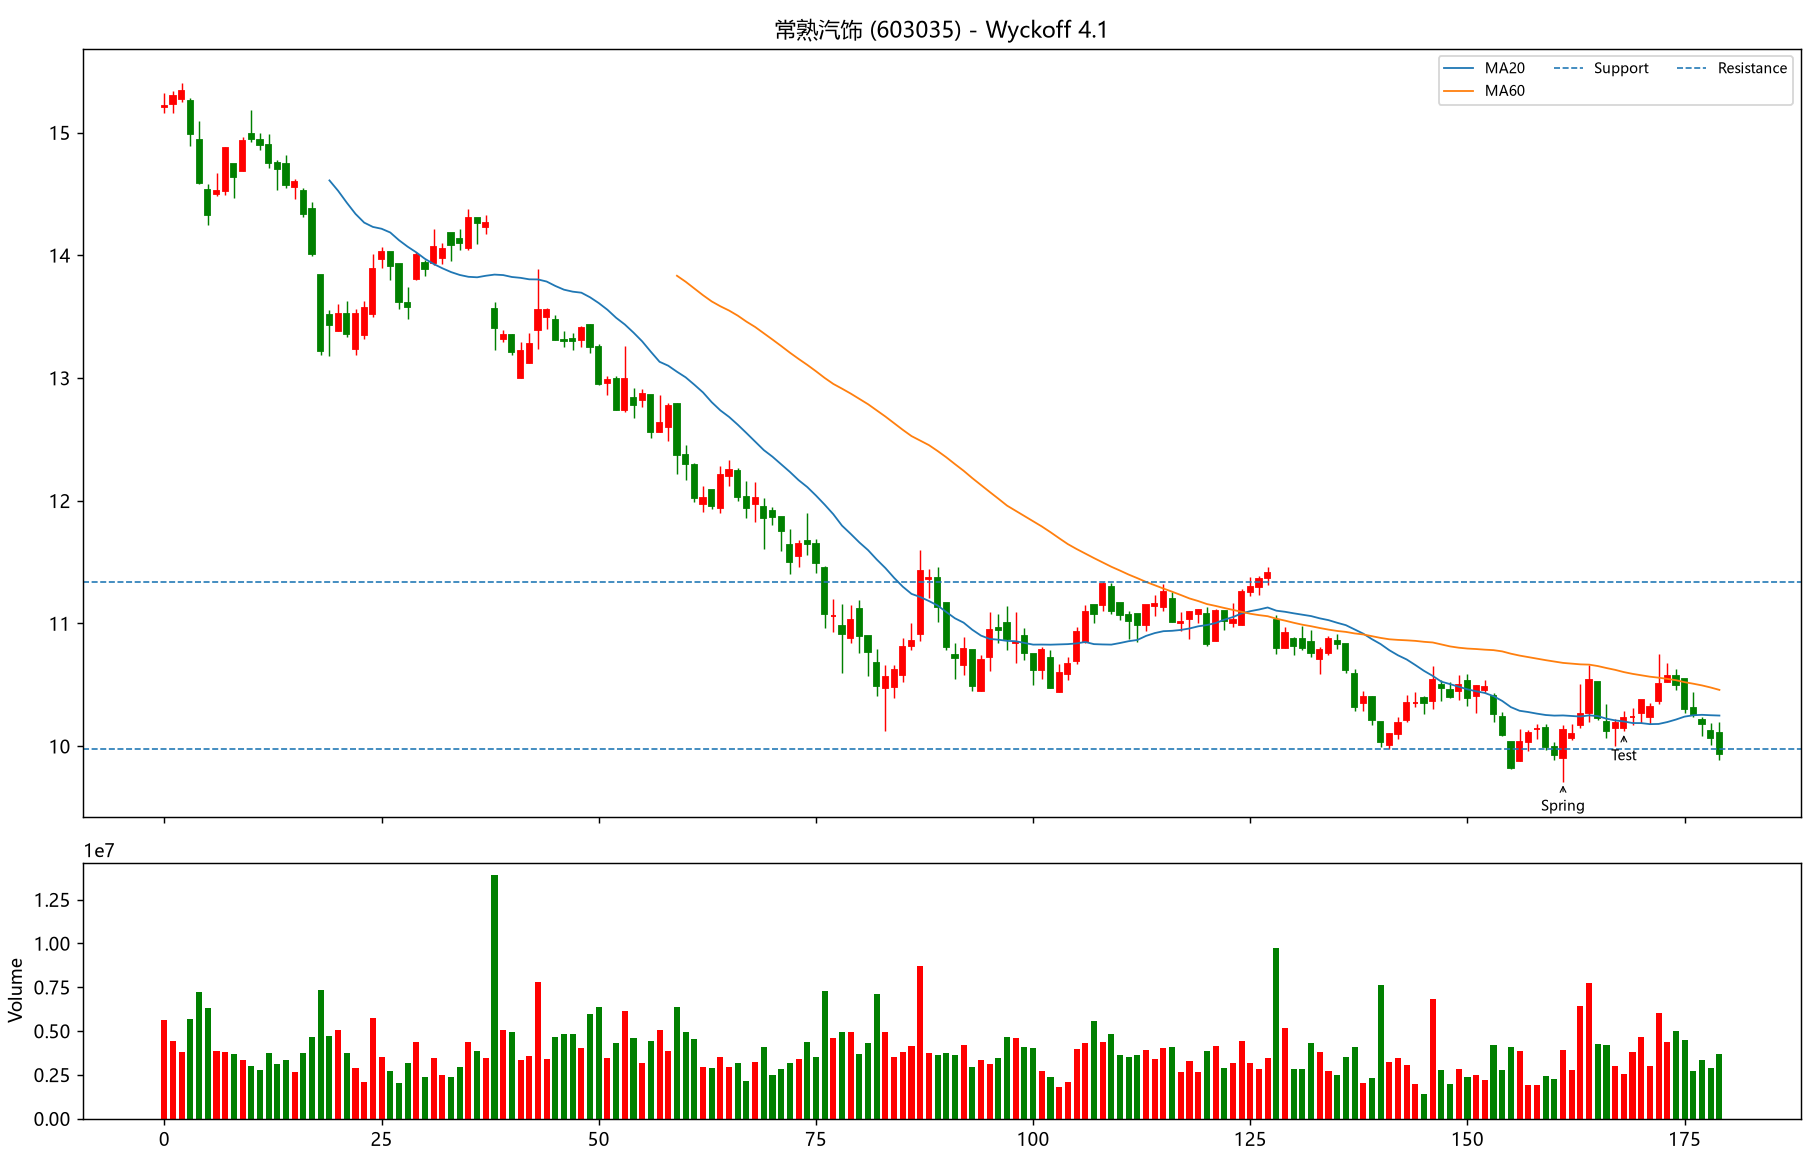 常熟汽饰 (603035) - Wyckoff 4.1
MA20 Support Resistance
MA60
15
14
13
12
11
10
Test
Spring
1e7
1.25
1.00
0.75
0.50
0.25
0.00
Volume
0 25 50 75 100 125 150 175